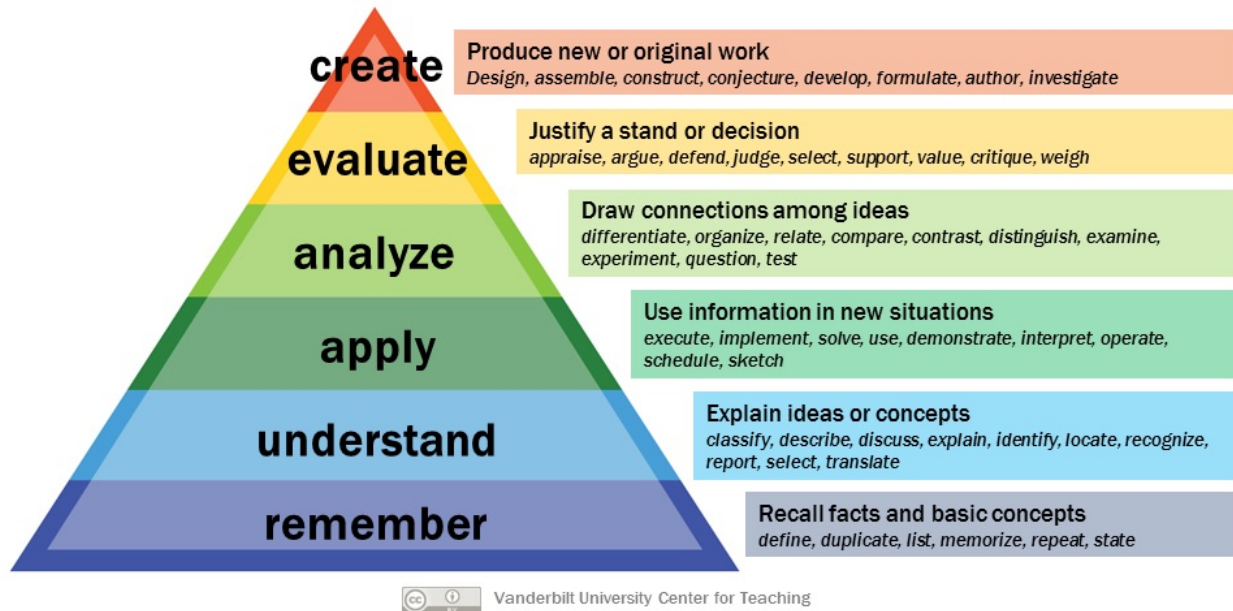 create
Produce new or original work
Design, assemble, construct, conjecture, develop, formulate, author, investigate
evaluate
Justify a stand or decision
appraise, argue, defend, judge, select, support, value, critique, weigh
analyze
Draw connections among ideas
differentiate, organize, relate, compare, contrast, distinguish, examine,
experiment, question, test
apply
Use information in new situations
execute, implement, solve, use, demonstrate, interpret, operate,
schedule, sketch
understand
Explain ideas or concepts
classify, describe, discuss, explain, identify, locate, recognize,
report, select, translate
remember
Recall facts and basic concepts
define, duplicate, list, memorize, repeat, state
cc
Vanderbilt University Center for Teaching